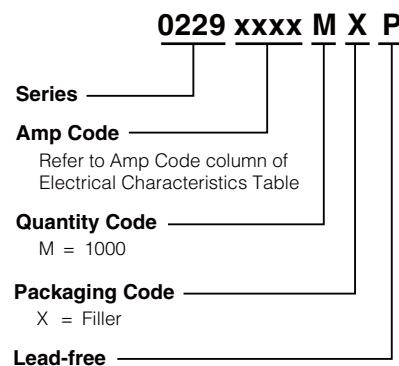 0229 xxxx M X P
Series
Amp Code
Refer to Amp Code column of
Electrical Characteristics Table
Quantity Code
M = 1000
Packaging Code
X = Filler
Lead-free